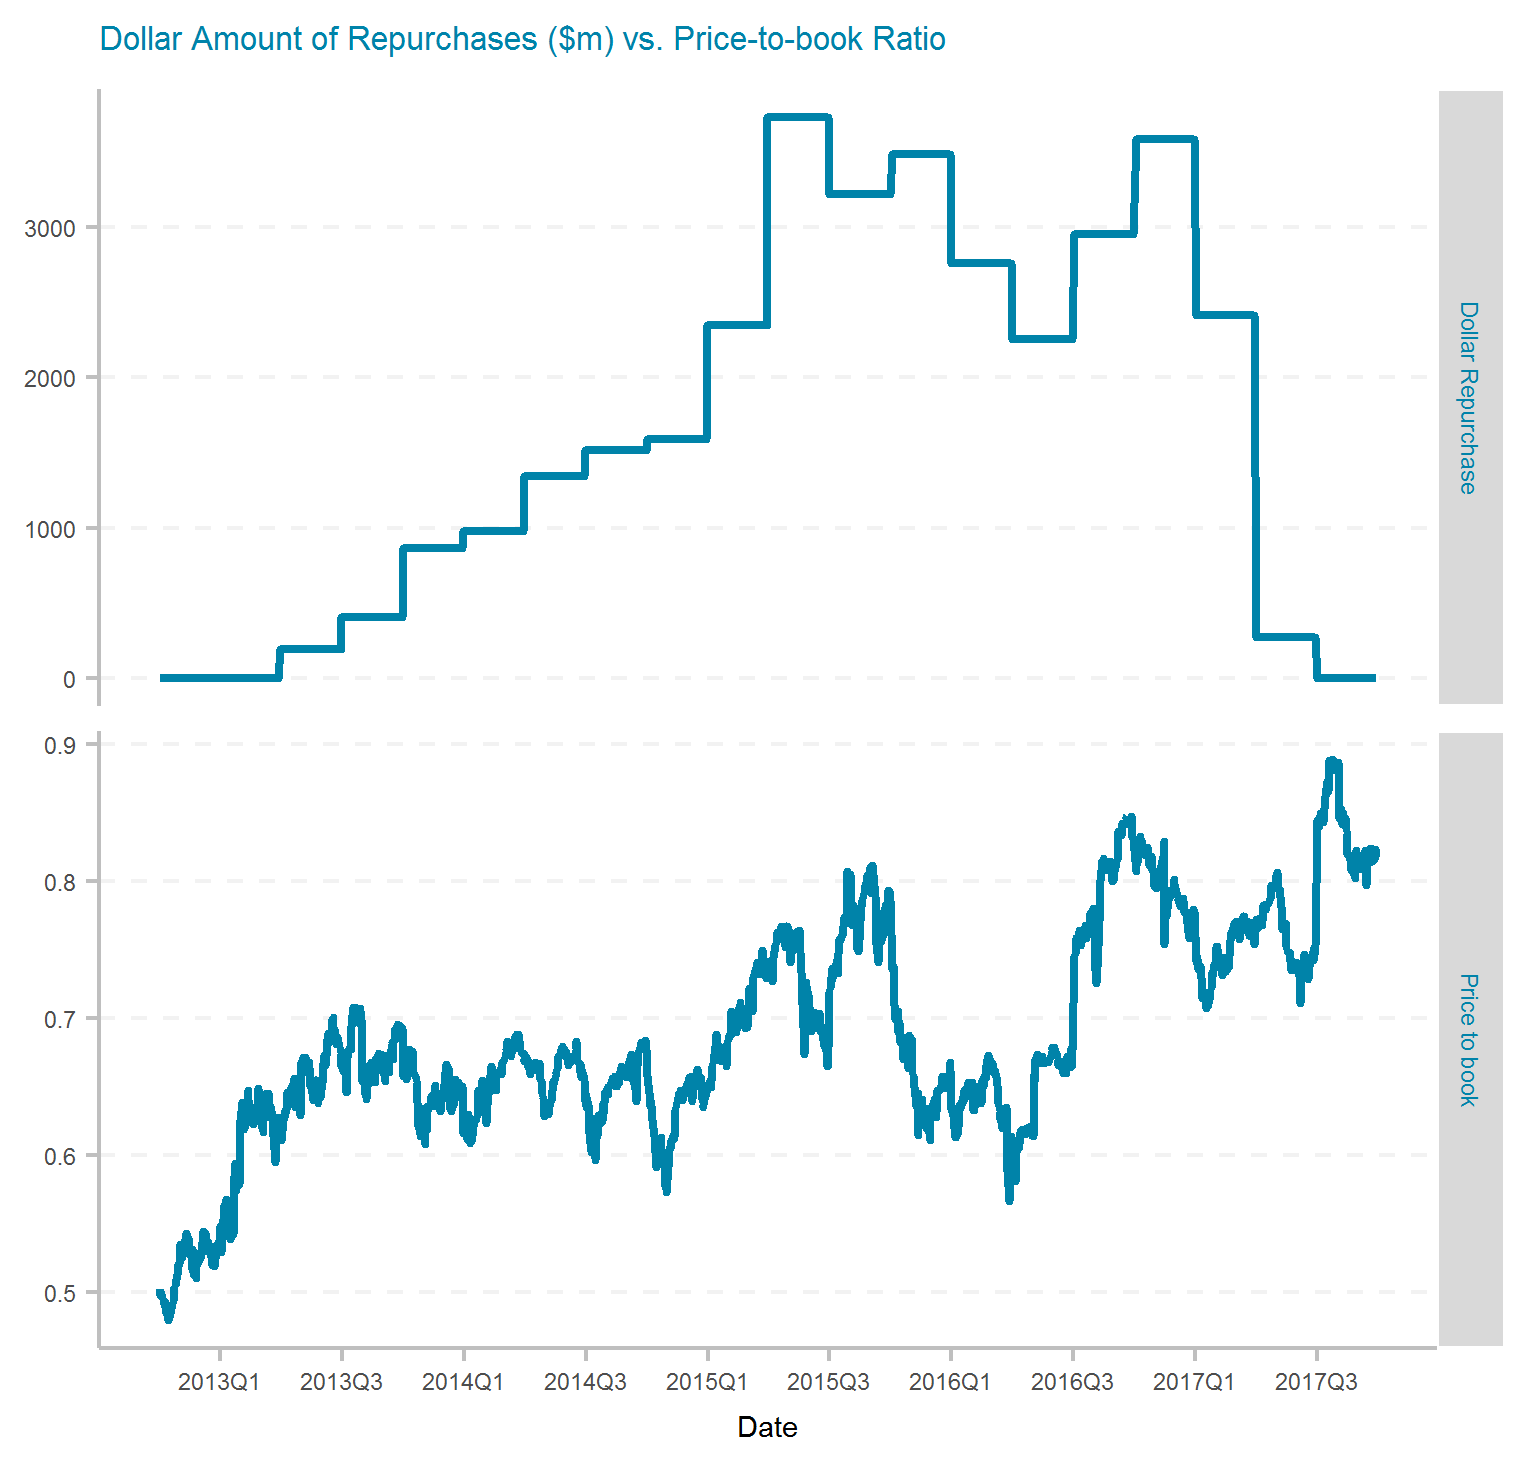 Dollar Amount of Repurchases ($m) vs. Price-to-book Ratio
3000
2000
1000
0
Dollar Repurchase
0.9
0.8
0.7
0.6
0.5
Price to book
2013Q1 2013Q3 2014Q1 2014Q3 2015Q1 2015Q3 2016Q1 2016Q3 2017Q1 2017Q3
Date